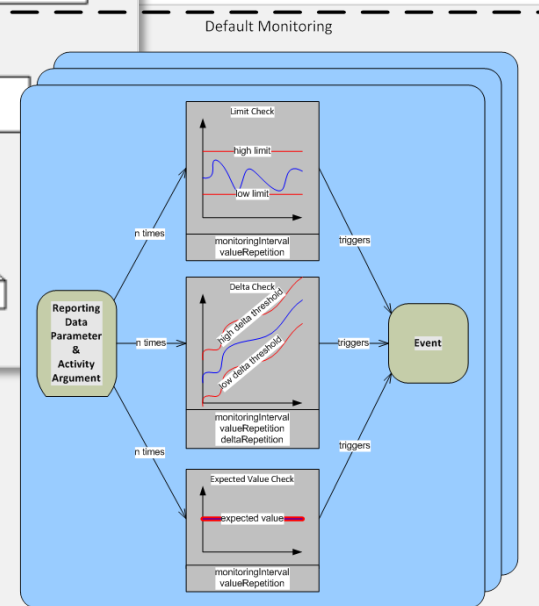 Default Monitoring
Limit Check
high limit
low limit
monitoringInterval
valueRepetition
n times
triggers
Delta Check
high delta threshold
low delta threshold
monitoringInterval
valueRepetition
deltaRepetition
Reporting
Data
Parameter
&
Activity
Argument
n times
triggers
Event
n times
triggers
Expected Value Check
expected value
monitoringInterval
valueRepetition